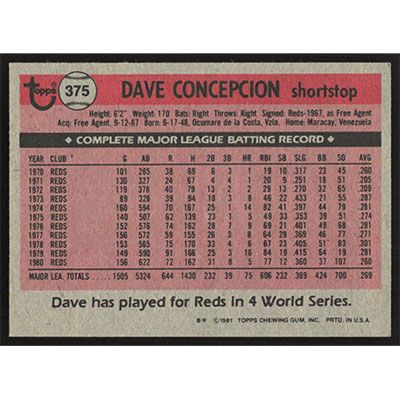 Topps 375 DAVE CONCEPCION shortstop
Height: 6'2" Weight: 170 Bats: Right Throws: Right Signed: Reds-1967, as Free Agent
Acq: Free Agent, 9-12-67 Born: 6-17-48, Ocumare de la Costa, Vzla. Home: Maracay, Venezuela
COMPLETE MAJOR LEAGUE BATTING RECORD
YEAR CLUB G AB R H 2B 3B HR RBI SB SLG BB SO AVG
1970 REDS 101 265 38 69 6 3 1 19 10 .317 23 45 .260
1971 REDS 130 327 24 67 4 4 1 20 9 .251 18 51 .205
1972 REDS 119 378 40 79 13 2 2 29 13 .272 32 65 .209
1973 REDS 89 328 39 94 18 3 8 46 22 .433 21 55 .287
1974 REDS 160 594 70 167 25 1 14 82 41 .397 44 79 .281
1975 REDS 140 507 62 139 23 1 5 49 33 .353 39 51 .274
1976 REDS 152 576 74 162 28 7 9 69 21 .401 49 68 .281
1977 REDS 156 572 59 155 26 3 8 64 29 .369 46 77 .271
1978 REDS 153 565 75 170 33 4 6 67 23 .405 51 83 .301
1979 REDS 149 590 91 166 25 3 16 84 19 .415 64 73 .281
1980 REDS 156 622 72 162 31 8 5 77 12 .360 37 107 .260
MAJOR LEA. TOTALS 1505 5324 644 1430 232 39 75 606 232 .368 424 .269
Dave has played for Reds in 4 World Series.
B* © 1981 TOPPS CHEWING GUM, INC. PRTD. IN U.S.A.